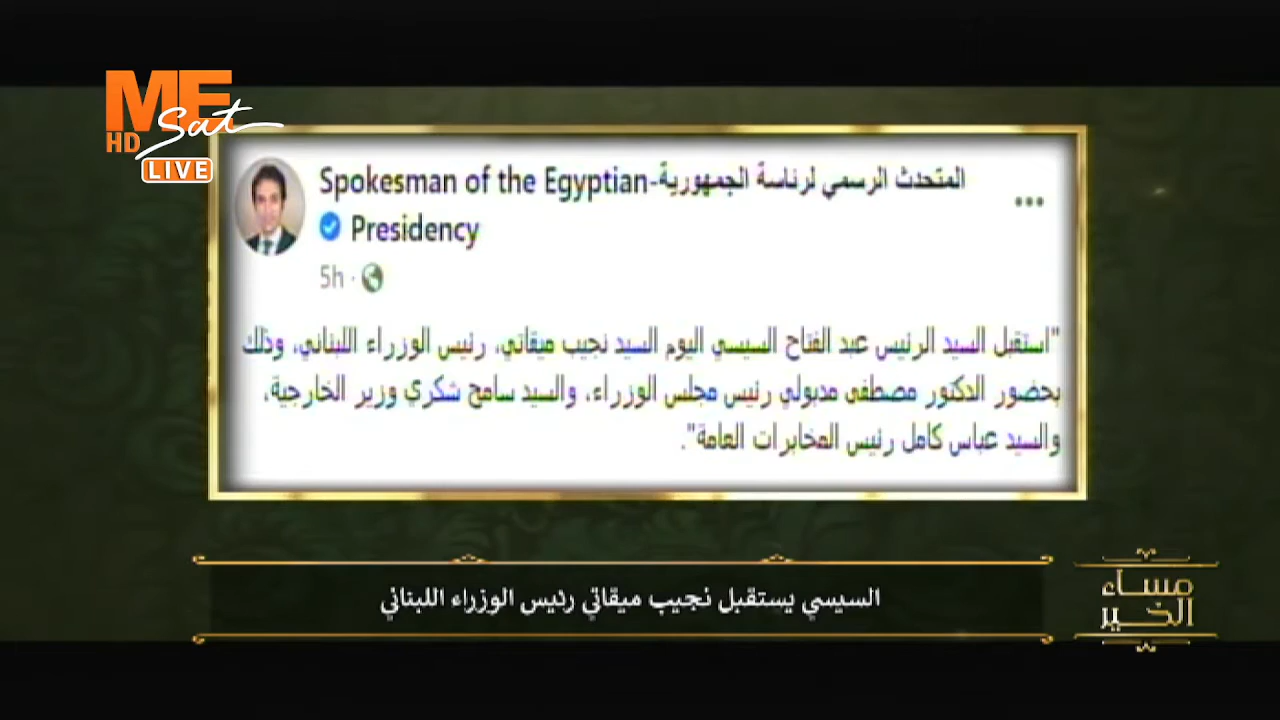 ME
Sat
HD
LIVE
المتحدث الرسمي لرئاسة الجمهورية-Spokesman of the Egyptian
Presidency
5h ·
"استقبل السيد الرئيس عبد الفتاح السيسي اليوم السيد نجيب ميقاتي، رئيس الوزراء اللبناني، وذلك
بحضور الدكتور مصطفى مدبولي رئيس مجلس الوزراء، والسيد سامح شكري وزير الخارجية،
والسيد عباس كامل رئيس المخابرات العامة".
السيسي يستقبل نجيب ميقاتي رئيس الوزراء اللبناني
مساء
الخير